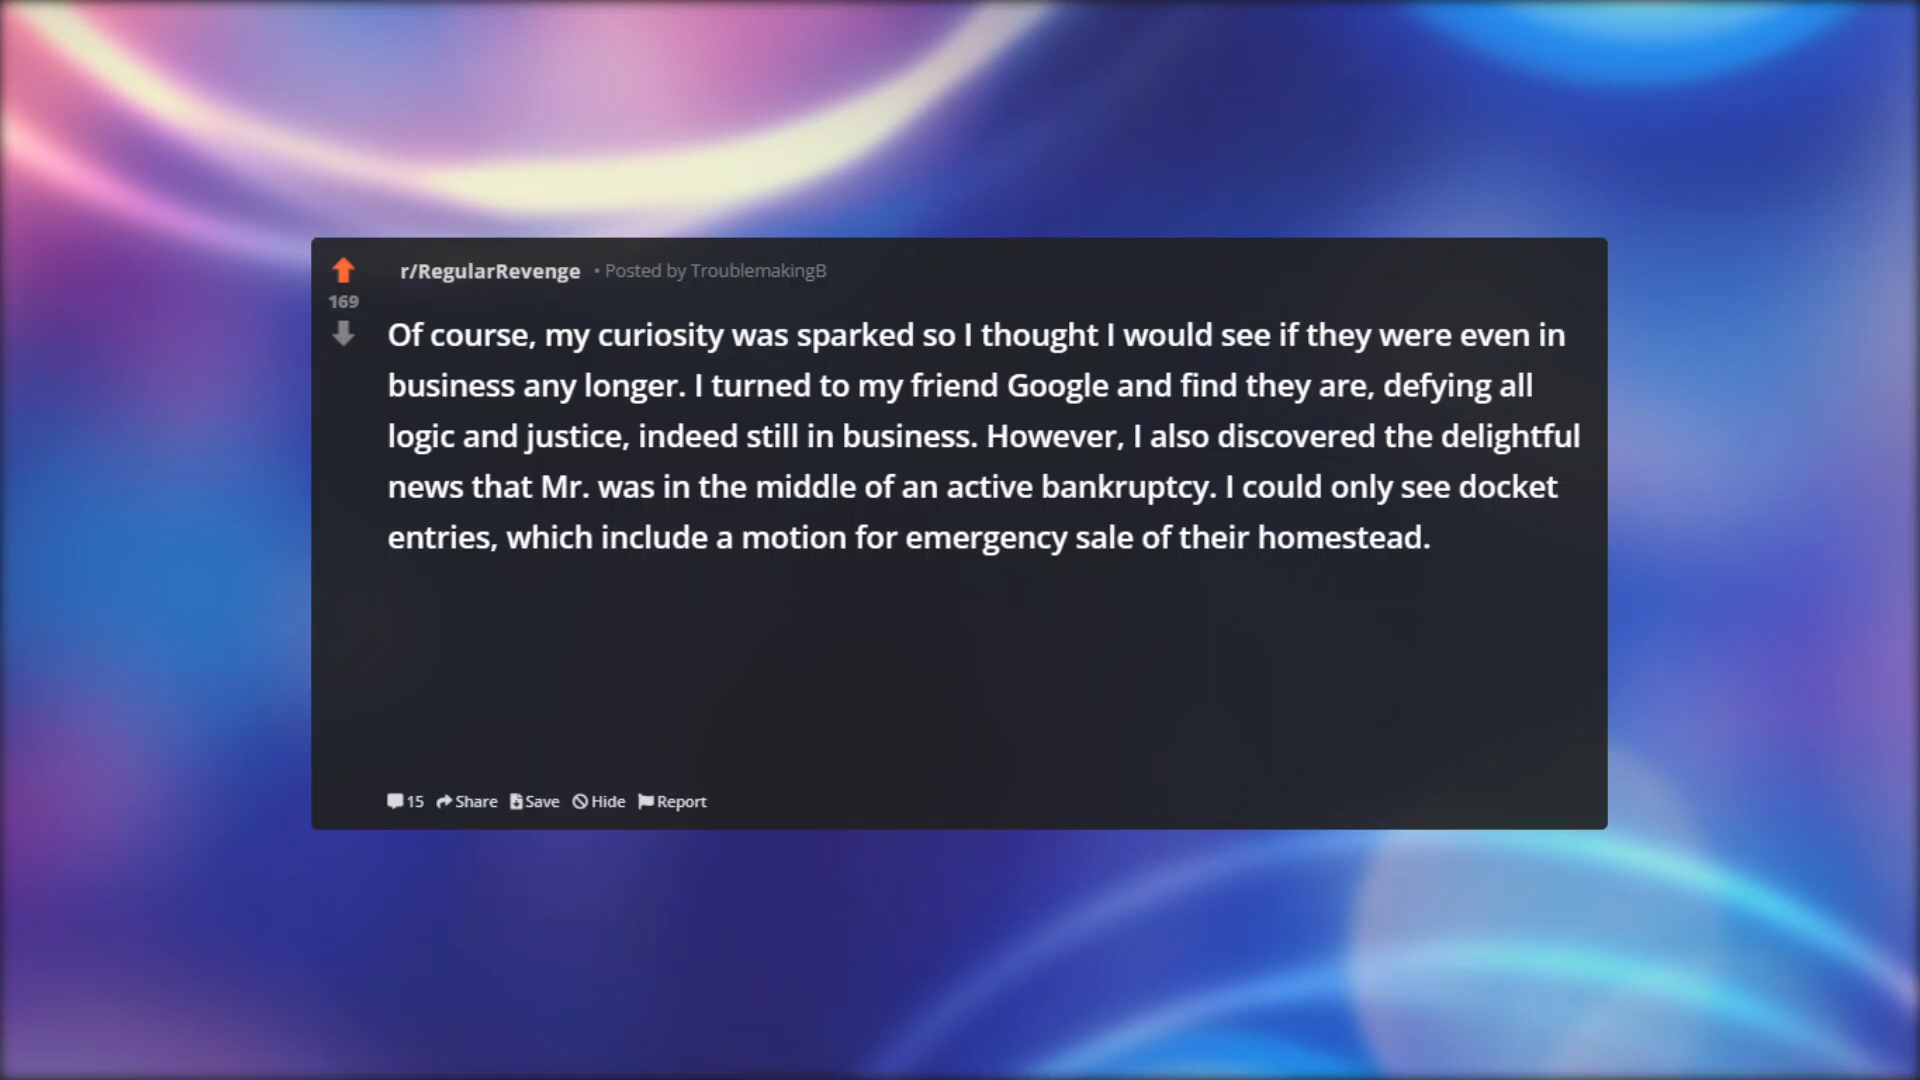 r/RegularRevenge • Posted by TroublemakingB
169
Of course, my curiosity was sparked so I thought I would see if they were even in
business any longer. I turned to my friend Google and find they are, defying all
logic and justice, indeed still in business. However, I also discovered the delightful
news that Mr. was in the middle of an active bankruptcy. I could only see docket
entries, which include a motion for emergency sale of their homestead.
15 Share Save Hide Report